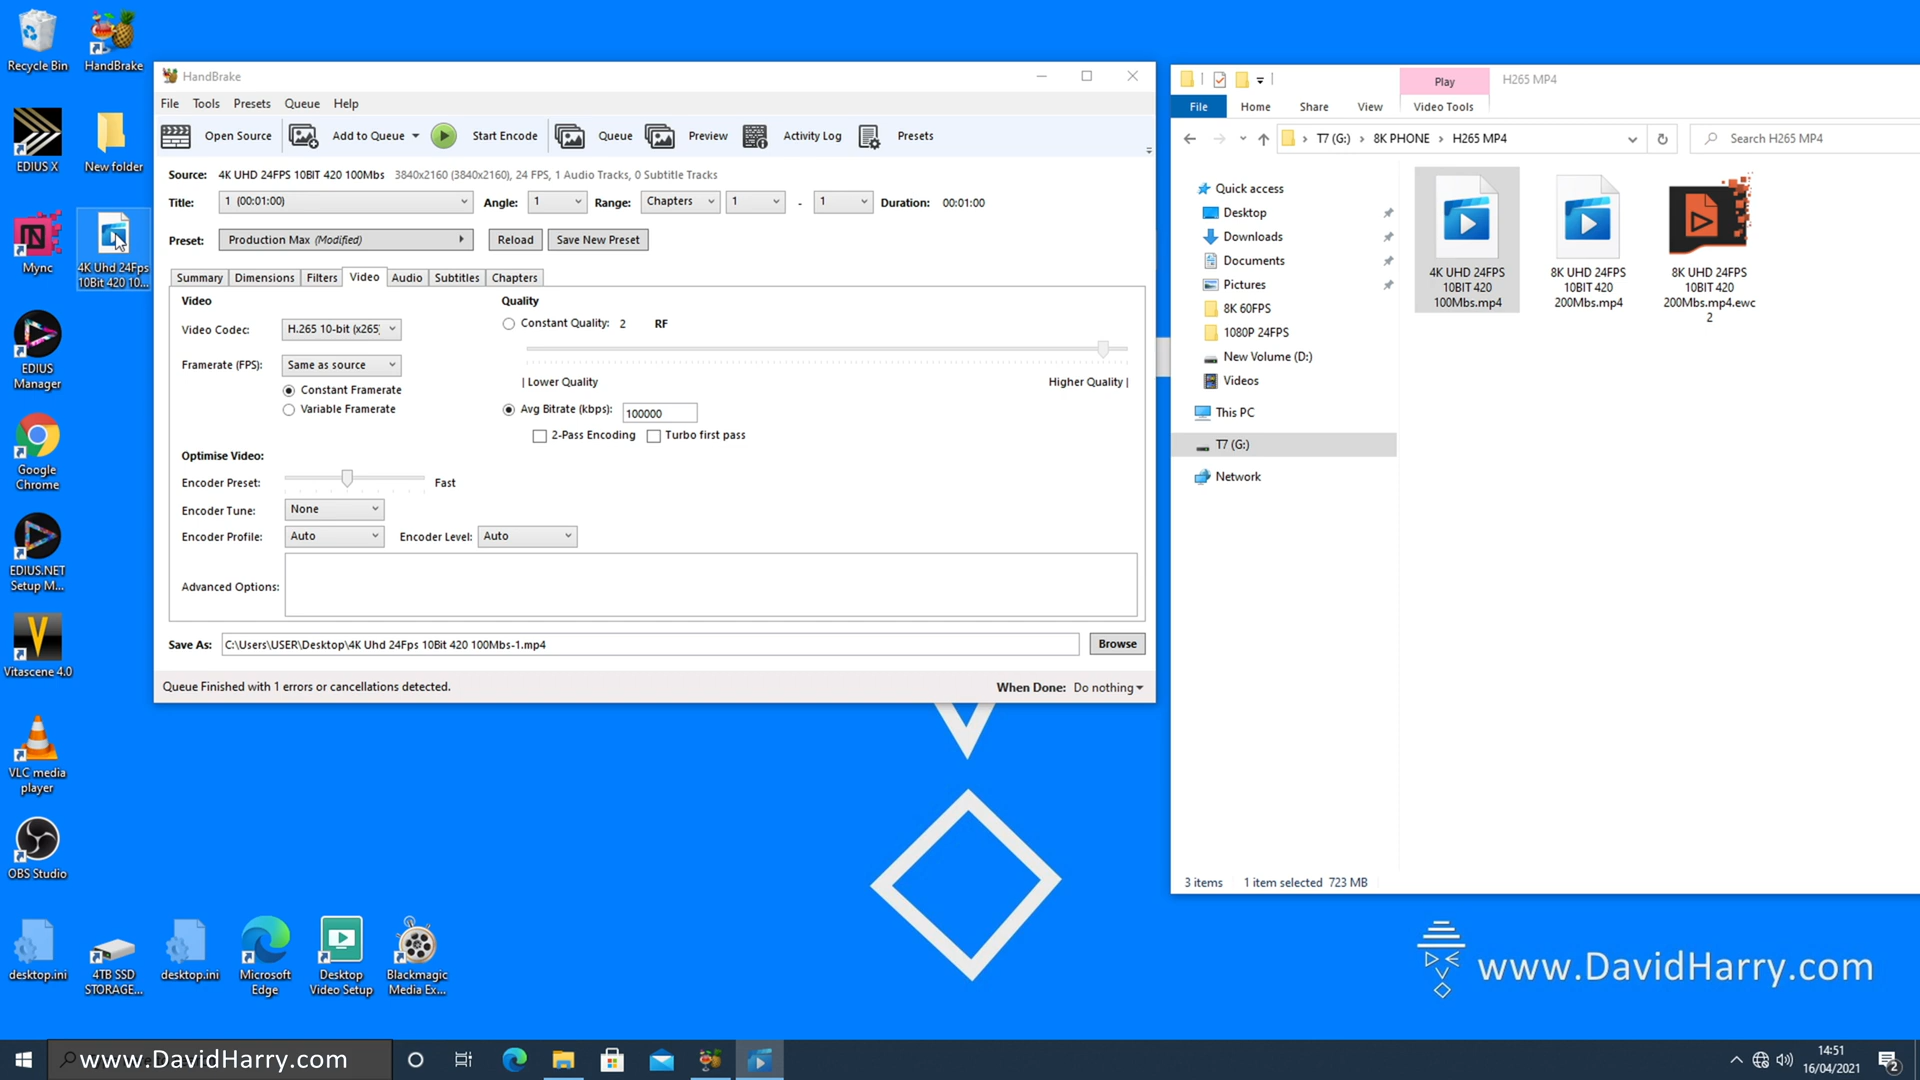 Recycle Bin
HandBrake
EDIUS X
New folder
Mync
4K Uhd 24Fps
10Bit 420 10...
EDIUS
Manager
Google
Chrome
EDIUS.NET
Setup M...
Vitascene 4.0
VLC media
player
OBS Studio
desktop.ini
4TB SSD
STORAGE...
desktop.ini
Microsoft
Edge
Desktop
Video Setup
Blackmagic
Media Ex...
HandBrake
File Tools Presets Queue Help
Open Source Add to Queue Start Encode Queue Preview Activity Log Presets
Source: 4K UHD 24FPS 10BIT 420 100Mbs 3840x2160 (3840x2160), 24 FPS, 1 Audio Tracks, 0 Subtitle Tracks
Title: 1 (00:01:00) Angle: 1 Range: Chapters 1 - 1 Duration: 00:01:00
Preset: Production Max (Modified) Reload Save New Preset
Summary Dimensions Filters Video Audio Subtitles Chapters
Video Quality
Video Codec: H.265 10-bit (x265) Constant Quality: 2 RF
Framerate (FPS): Same as source
| Lower Quality Higher Quality |
Constant Framerate
Variable Framerate
Avg Bitrate (kbps): 100000
2-Pass Encoding Turbo first pass
Optimise Video:
Encoder Preset: Fast
Encoder Tune: None
Encoder Profile: Auto Encoder Level: Auto
Advanced Options:
Save As: C:\Users\USER\Desktop\4K Uhd 24Fps 10Bit 420 100Mbs-1.mp4 Browse
Queue Finished with 1 errors or cancellations detected. When Done: Do nothing
Play H265 MP4
File Home Share View Video Tools
T7 (G:) › 8K PHONE › H265 MP4 Search H265 MP4
Quick access
Desktop
Downloads
Documents
Pictures
8K 60FPS
1080P 24FPS
New Volume (D:)
Videos
This PC
T7 (G:)
Network
4K UHD 24FPS
10BIT 420
100Mbs.mp4
8K UHD 24FPS
10BIT 420
200Mbs.mp4
8K UHD 24FPS
10BIT 420
200Mbs.mp4.ewc
2
3 items 1 item selected 723 MB
www.DavidHarry.com
www.DavidHarry.com
14:51
16/04/2021
2